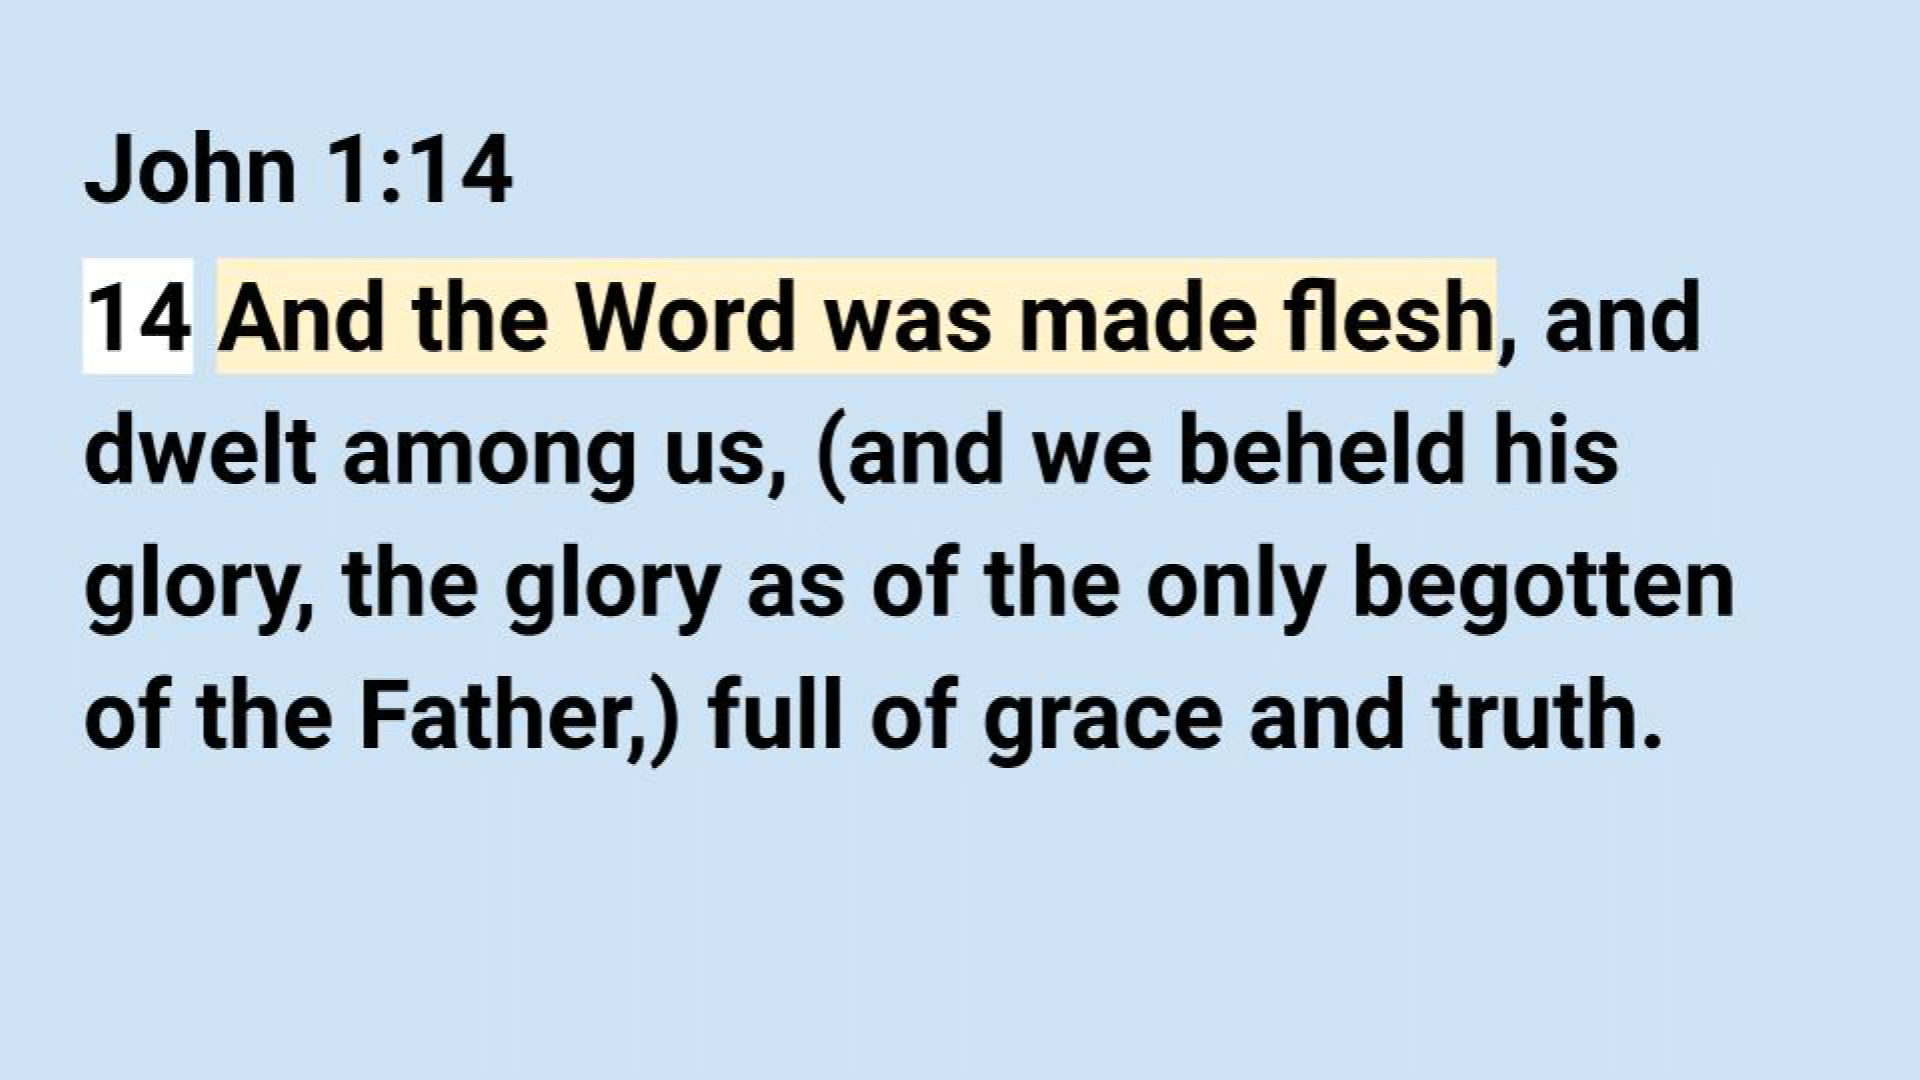 John 1:14
14 And the Word was made flesh, and
dwelt among us, (and we beheld his
glory, the glory as of the only begotten
of the Father,) full of grace and truth.